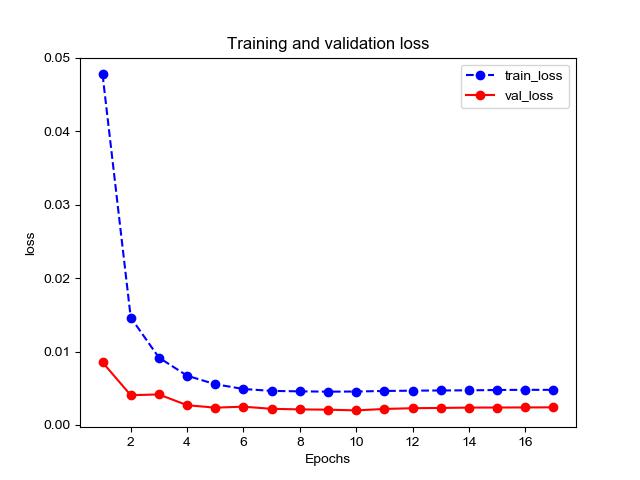 Training and validation loss
train_loss
val_loss
0.05
0.04
0.03
0.02
0.01
0.00
loss
2 4 6 8 10 12 14 16
Epochs